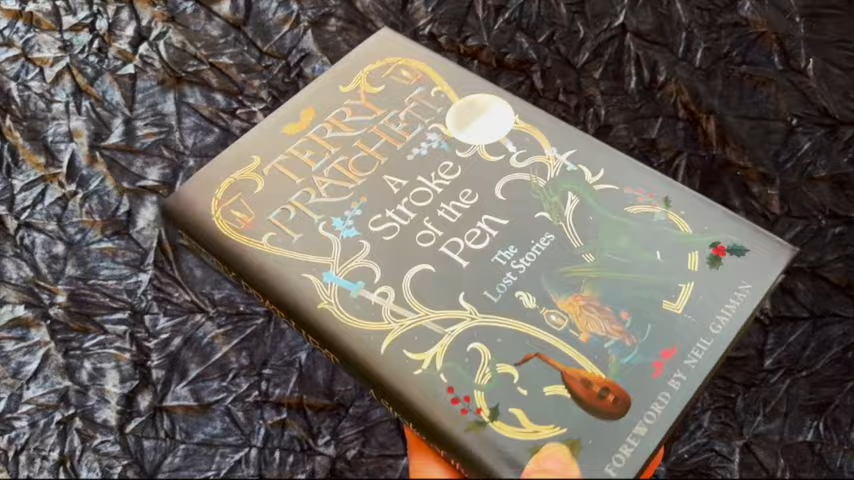 TERRY
PRATCHETT
A
Stroke
of the
Pen
The
Lost Stories
FOREWORD BY NEIL GAIMAN